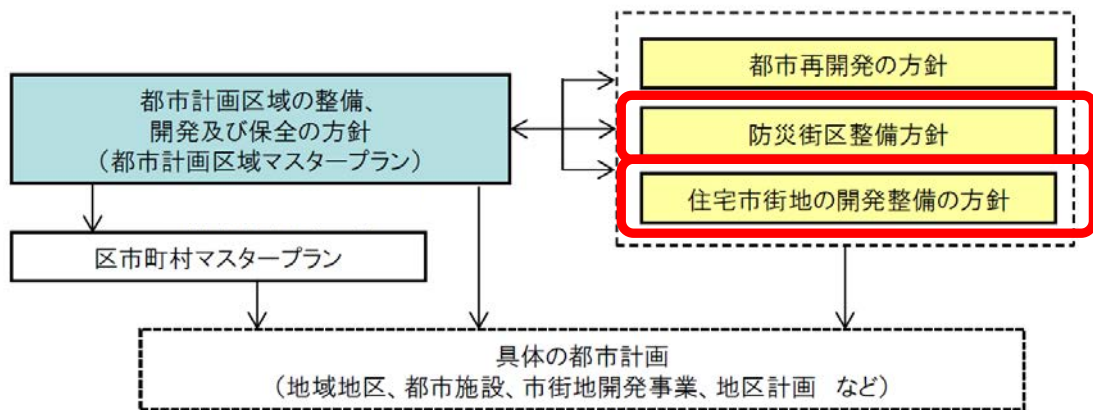 都市計画区域の整備、
開発及び保全の方針
（都市計画区域マスタープラン）
都市再開発の方針
防災街区整備方針
住宅市街地の開発整備の方針
区市町村マスタープラン
具体の都市計画
（地域地区、都市施設、市街地開発事業、地区計画　など）